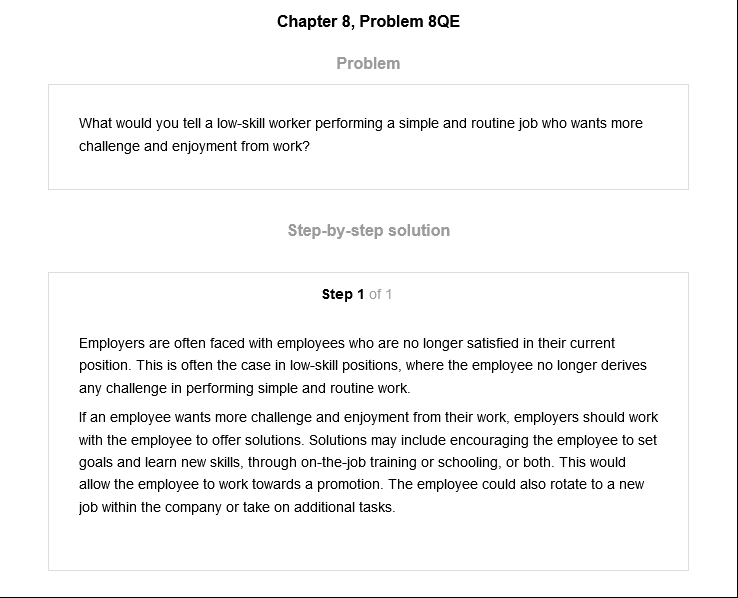 Chapter 8, Problem 8QE
Problem
What would you tell a low-skill worker performing a simple and routine job who wants more
challenge and enjoyment from work?
Step-by-step solution
Step 1 of 1
Employers are often faced with employees who are no longer satisfied in their current
position. This is often the case in low-skill positions, where the employee no longer derives
any challenge in performing simple and routine work.
If an employee wants more challenge and enjoyment from their work, employers should work
with the employee to offer solutions. Solutions may include encouraging the employee to set
goals and learn new skills, through on-the-job training or schooling, or both. This would
allow the employee to work towards a promotion. The employee could also rotate to a new
job within the company or take on additional tasks.